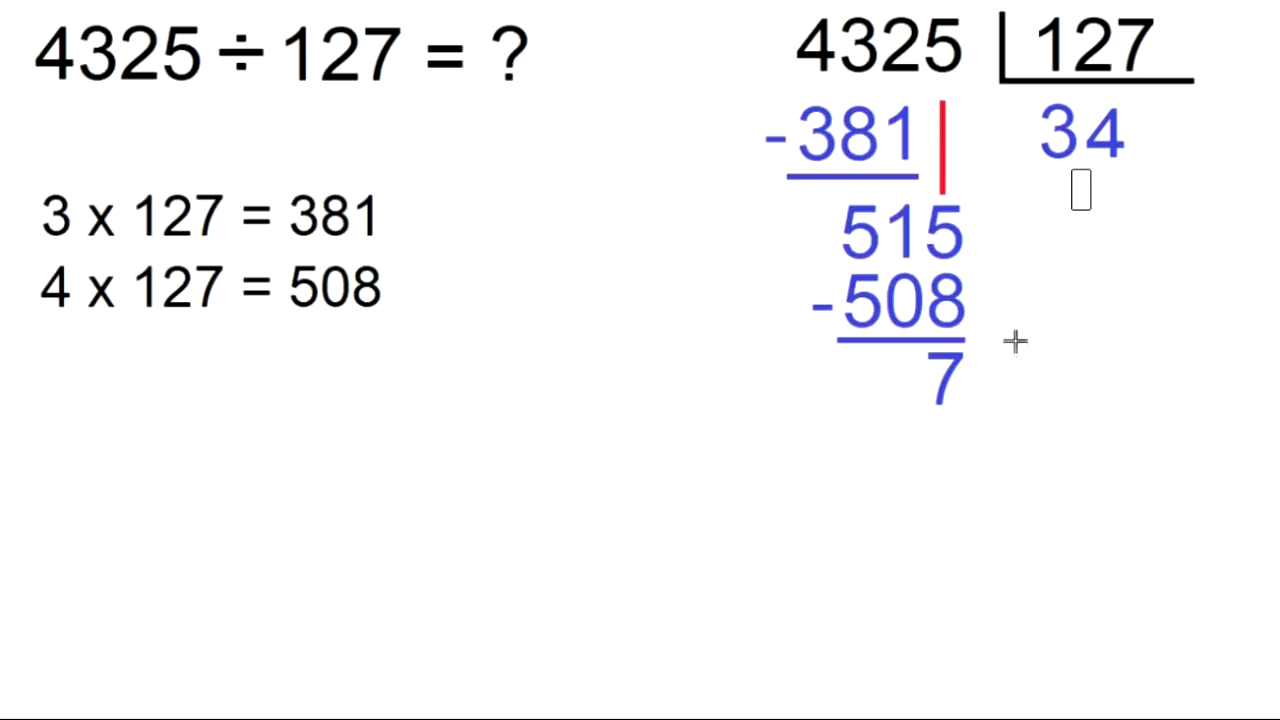 4325 ÷ 127 = ?
3 x 127 = 381
4 x 127 = 508
4325 127
-381 34
515
-508
7